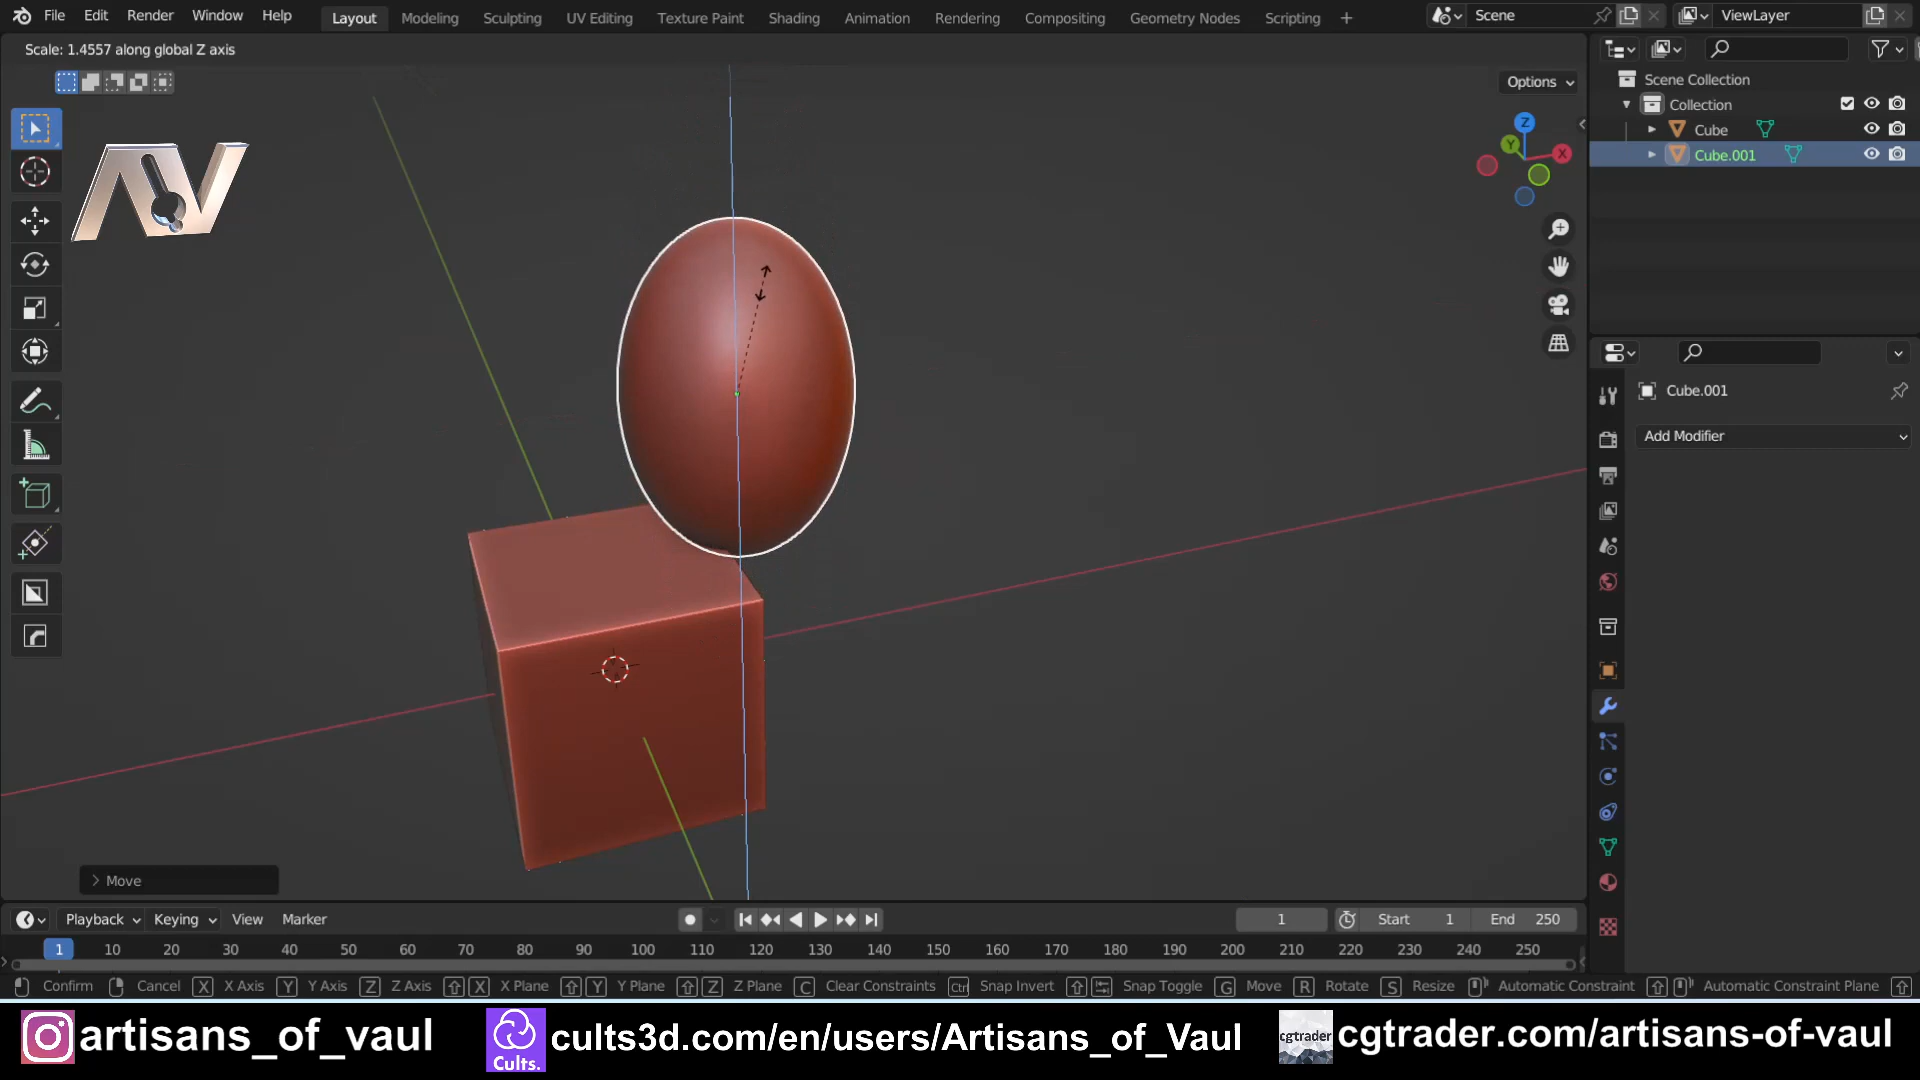 File Edit Render Window Help Layout Modeling Sculpting UV Editing Texture Paint Shading Animation Rendering Compositing Geometry Nodes Scripting + Scene ViewLayer
Scale: 1.4557 along global Z axis
Options
Scene Collection
Collection
Cube
Cube.001
Z
Y
X
Cube.001
Add Modifier
> Move
Playback Keying View Marker 1 Start 1 End 250
1 10 20 30 40 50 60 70 80 90 100 110 120 130 140 150 160 170 180 190 200 210 220 230 240 250
Confirm Cancel X X Axis Y Y Axis Z Z Axis X X Plane Y Y Plane Z Z Plane C Clear Constraints Ctrl Snap Invert Snap Toggle G Move R Rotate S Resize Automatic Constraint Automatic Constraint Plane
artisans_of_vaul Cults. cults3d.com/en/users/Artisans_of_Vaul cgtrader cgtrader.com/artisans-of-vaul